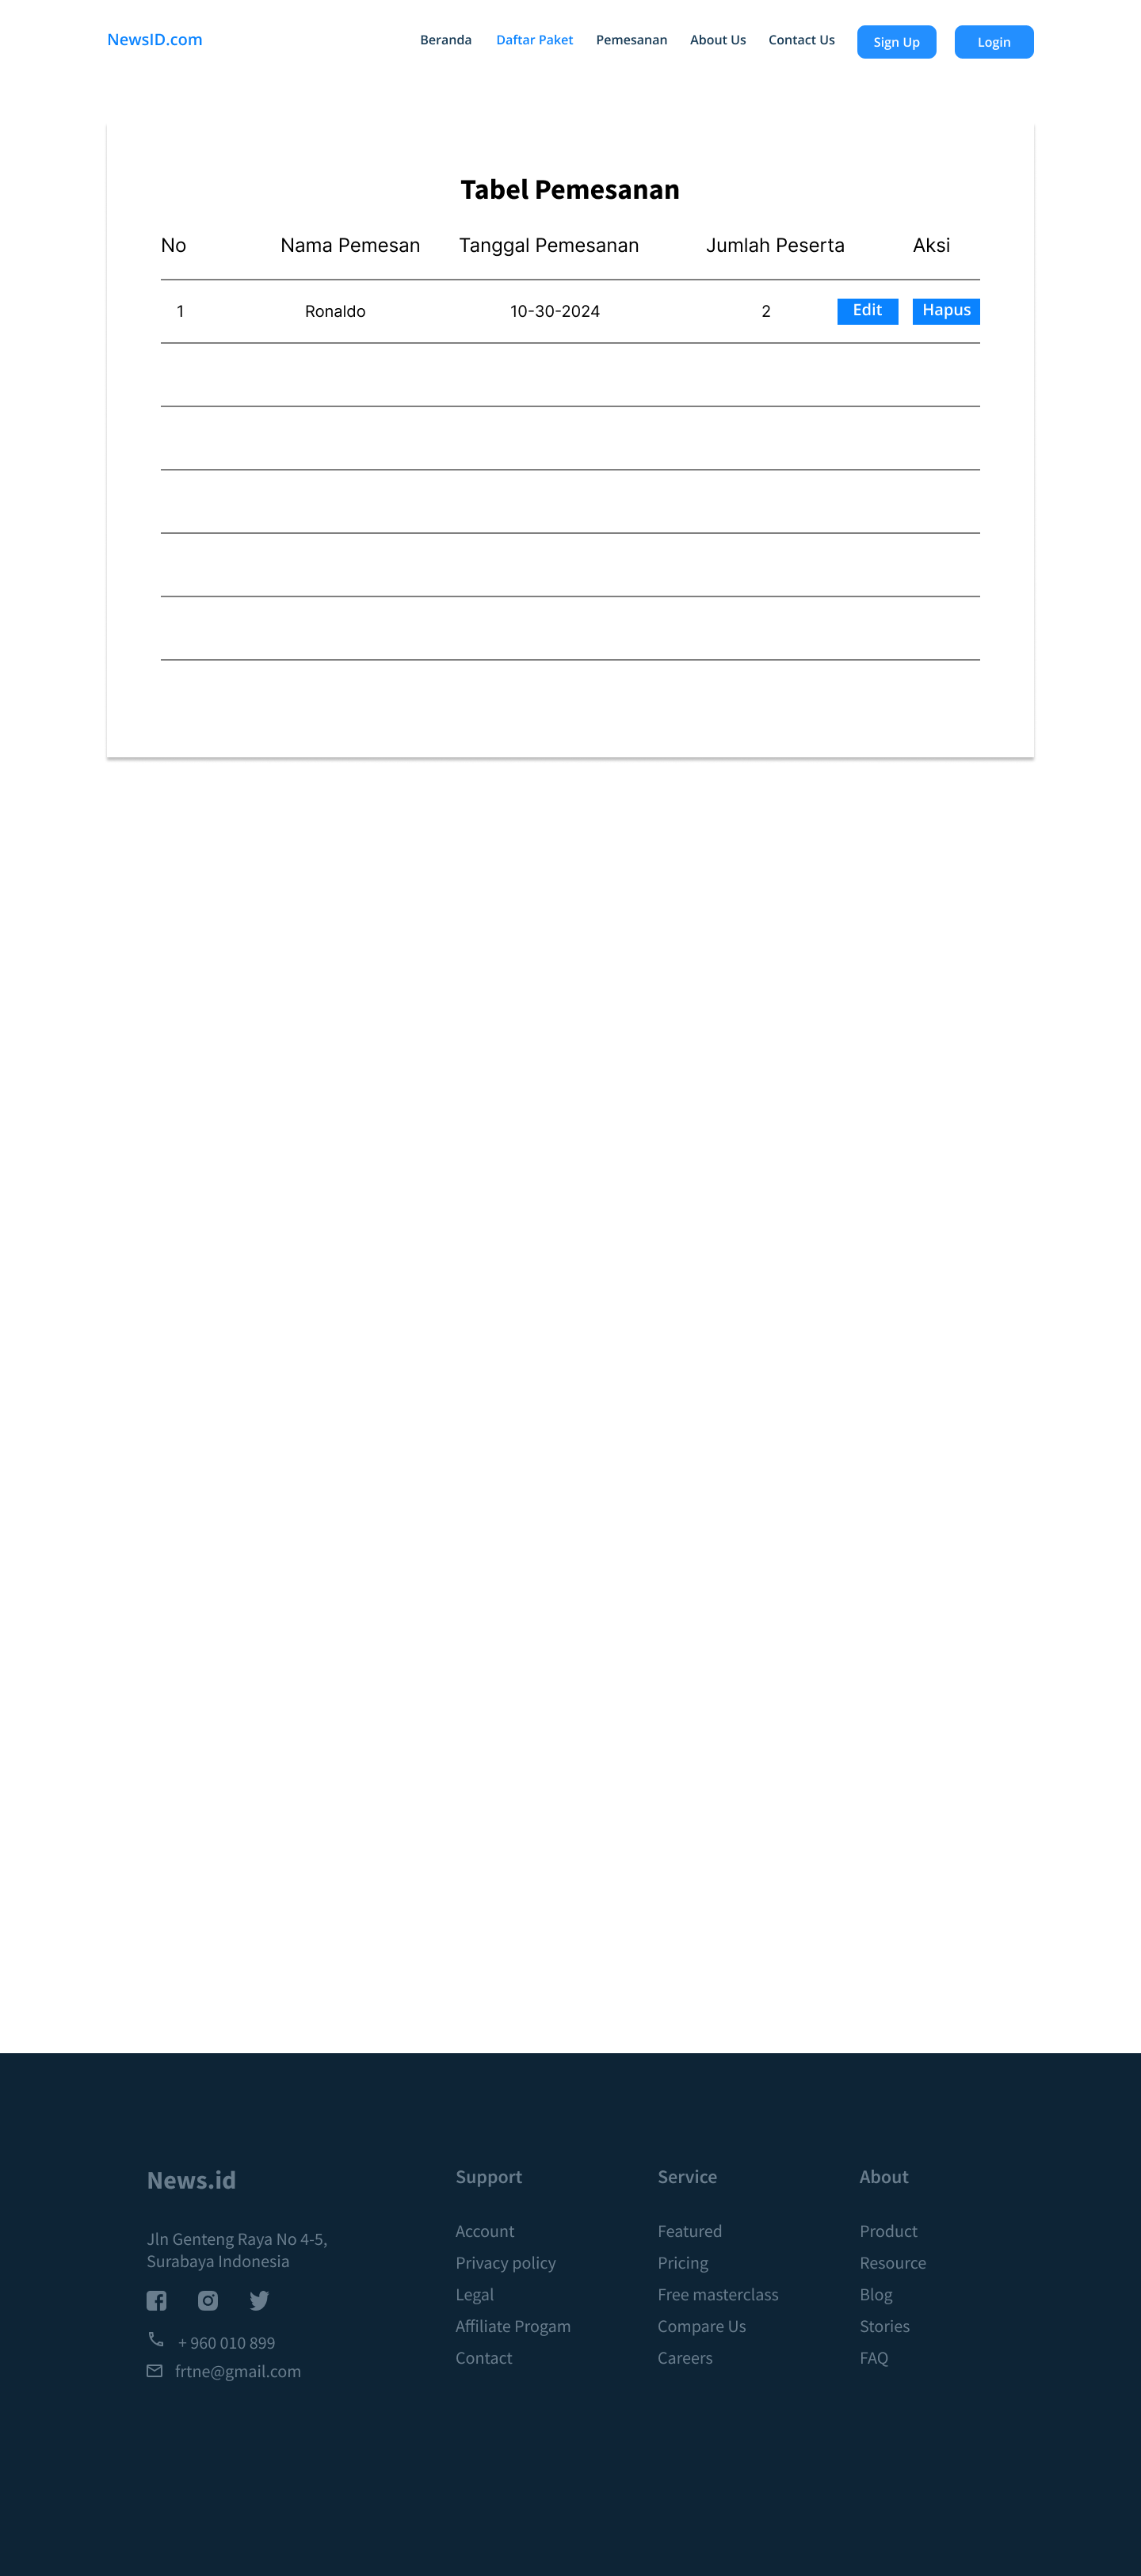 NewsID.com Beranda Daftar Paket Pemesanan About Us Contact Us Sign Up Login
Tabel Pemesanan
No Nama Pemesan Tanggal Pemesanan Jumlah Peserta Aksi
1 Ronaldo 10-30-2024 2 Edit Hapus
News.id
Jln Genteng Raya No 4-5,
Surabaya Indonesia
+ 960 010 899
frtne@gmail.com
Support
Account
Privacy policy
Legal
Affiliate Progam
Contact
Service
Featured
Pricing
Free masterclass
Compare Us
Careers
About
Product
Resource
Blog
Stories
FAQ